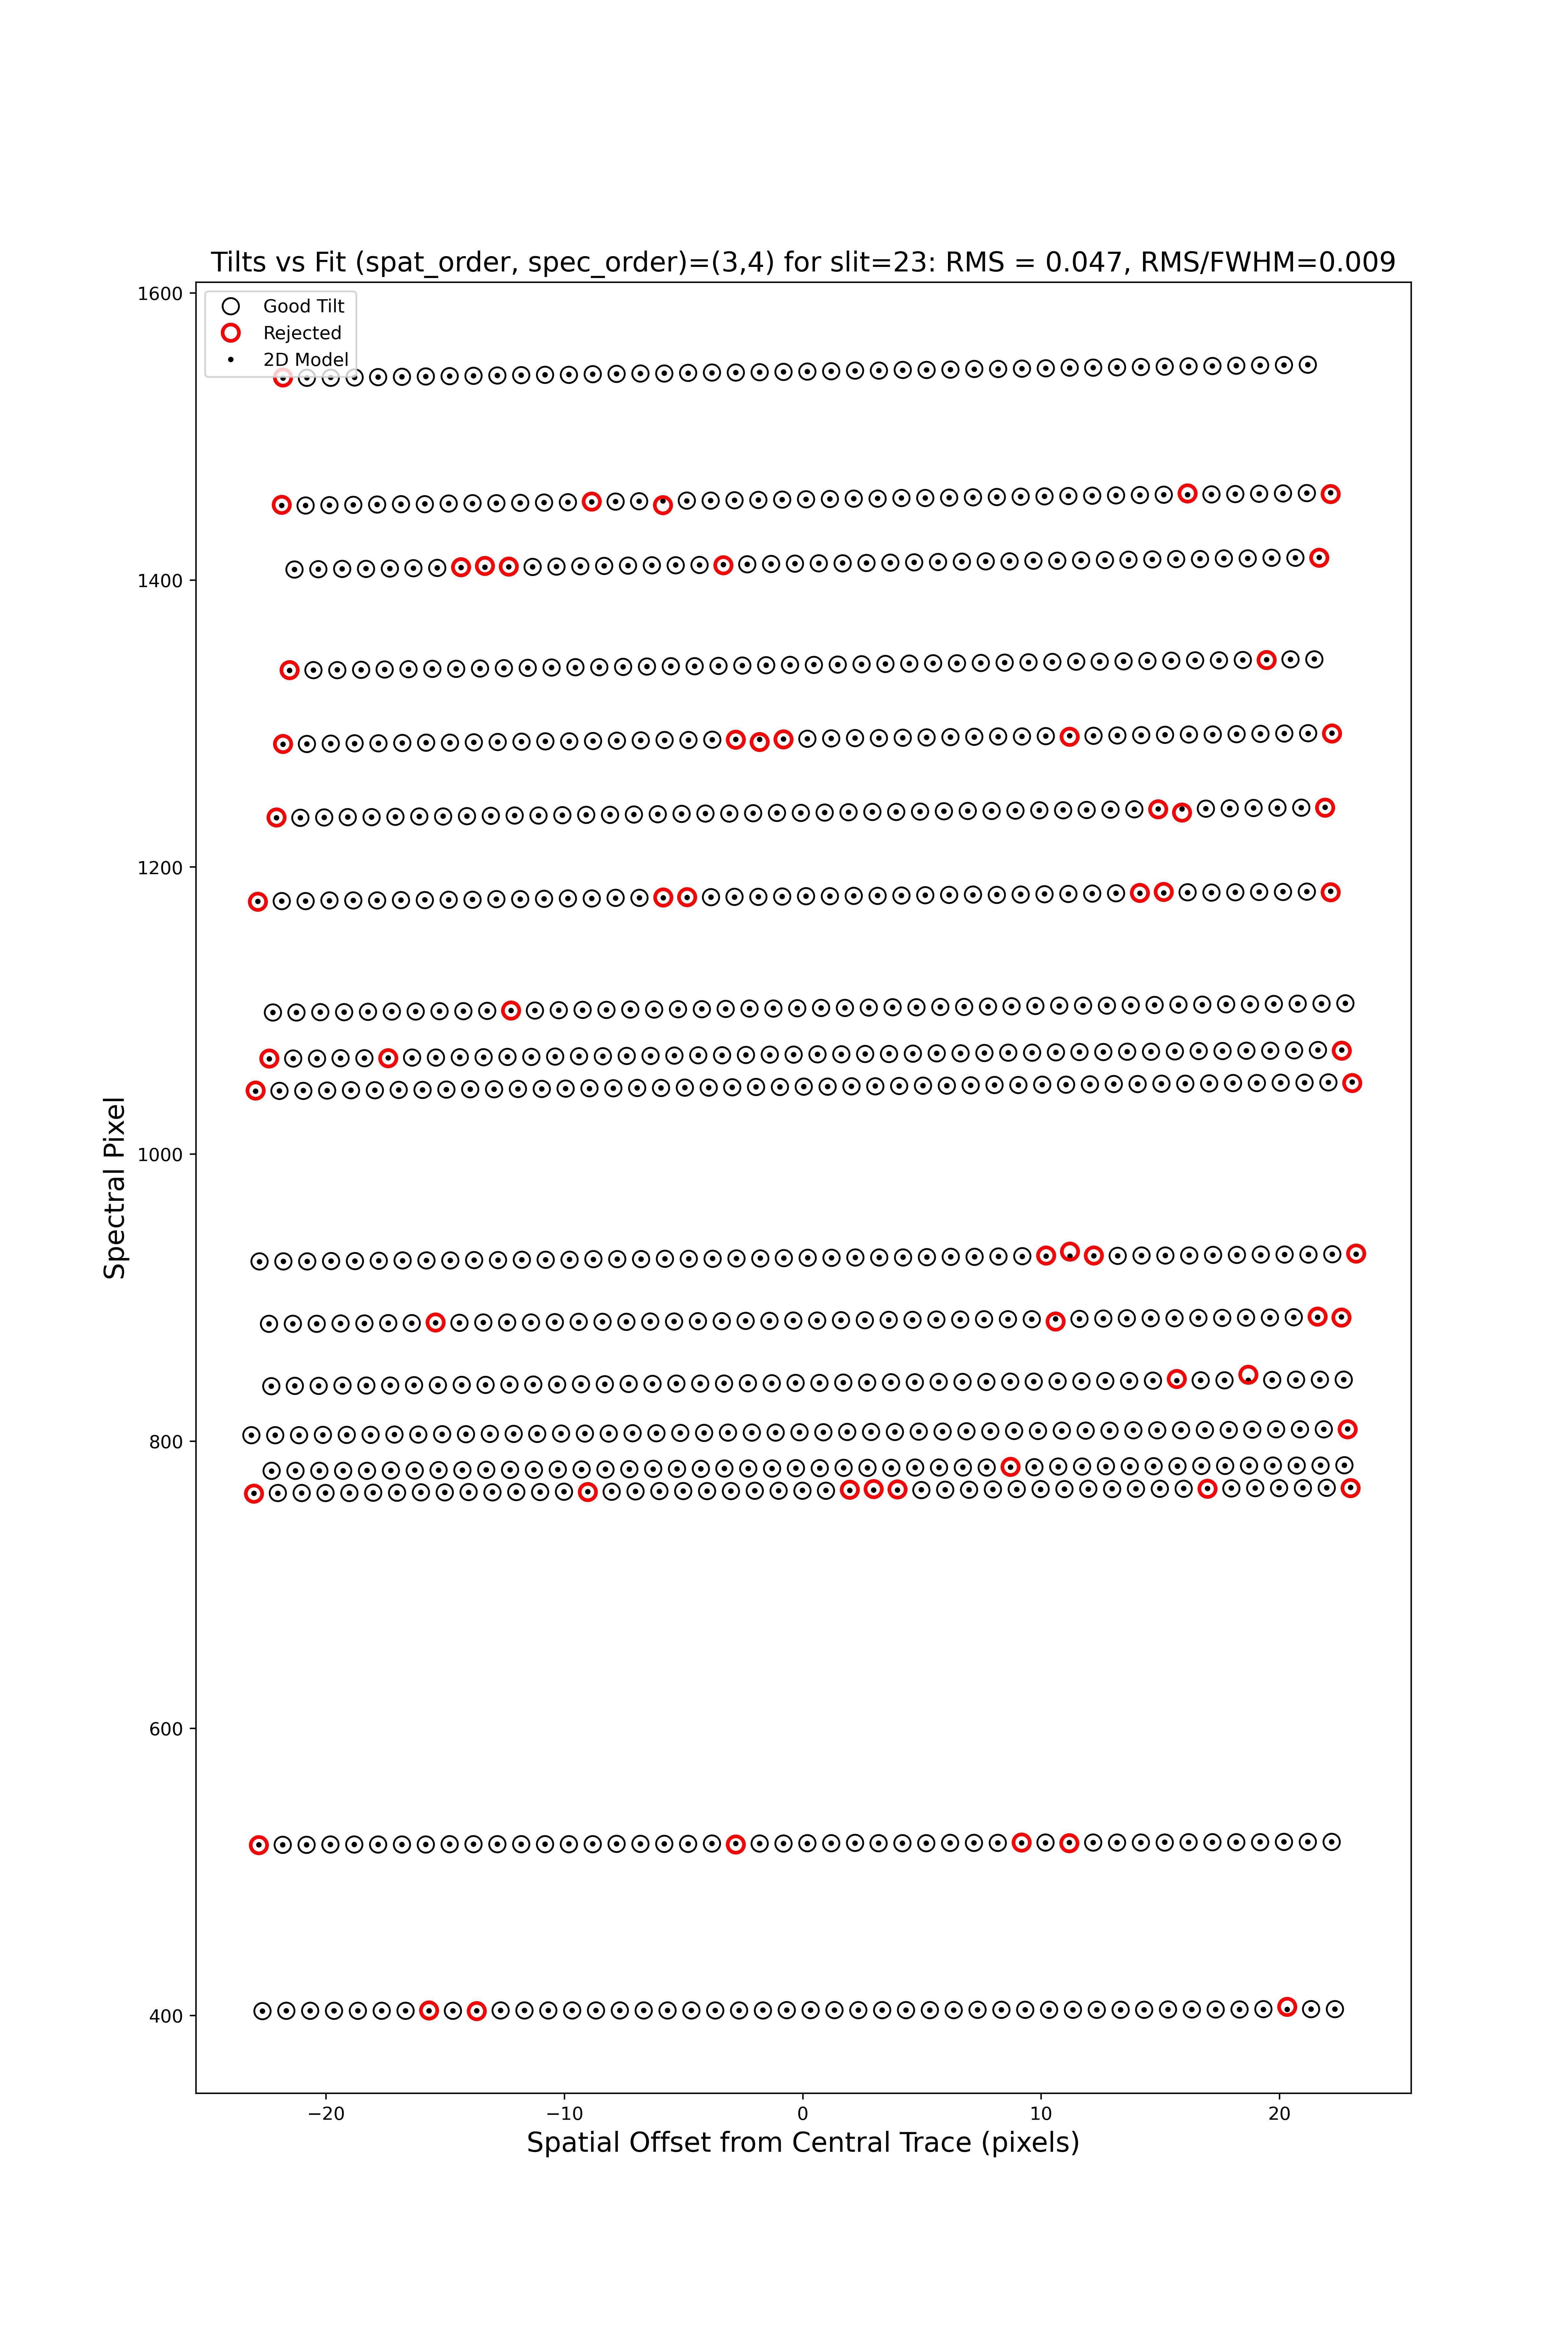 Tilts vs Fit (spat_order, spec_order)=(3,4) for slit=23: RMS = 0.047, RMS/FWHM=0.009
Good Tilt
Rejected
2D Model
1600
1400
1200
1000
800
600
400
Spectral Pixel
−20 −10 0 10 20
Spatial Offset from Central Trace (pixels)